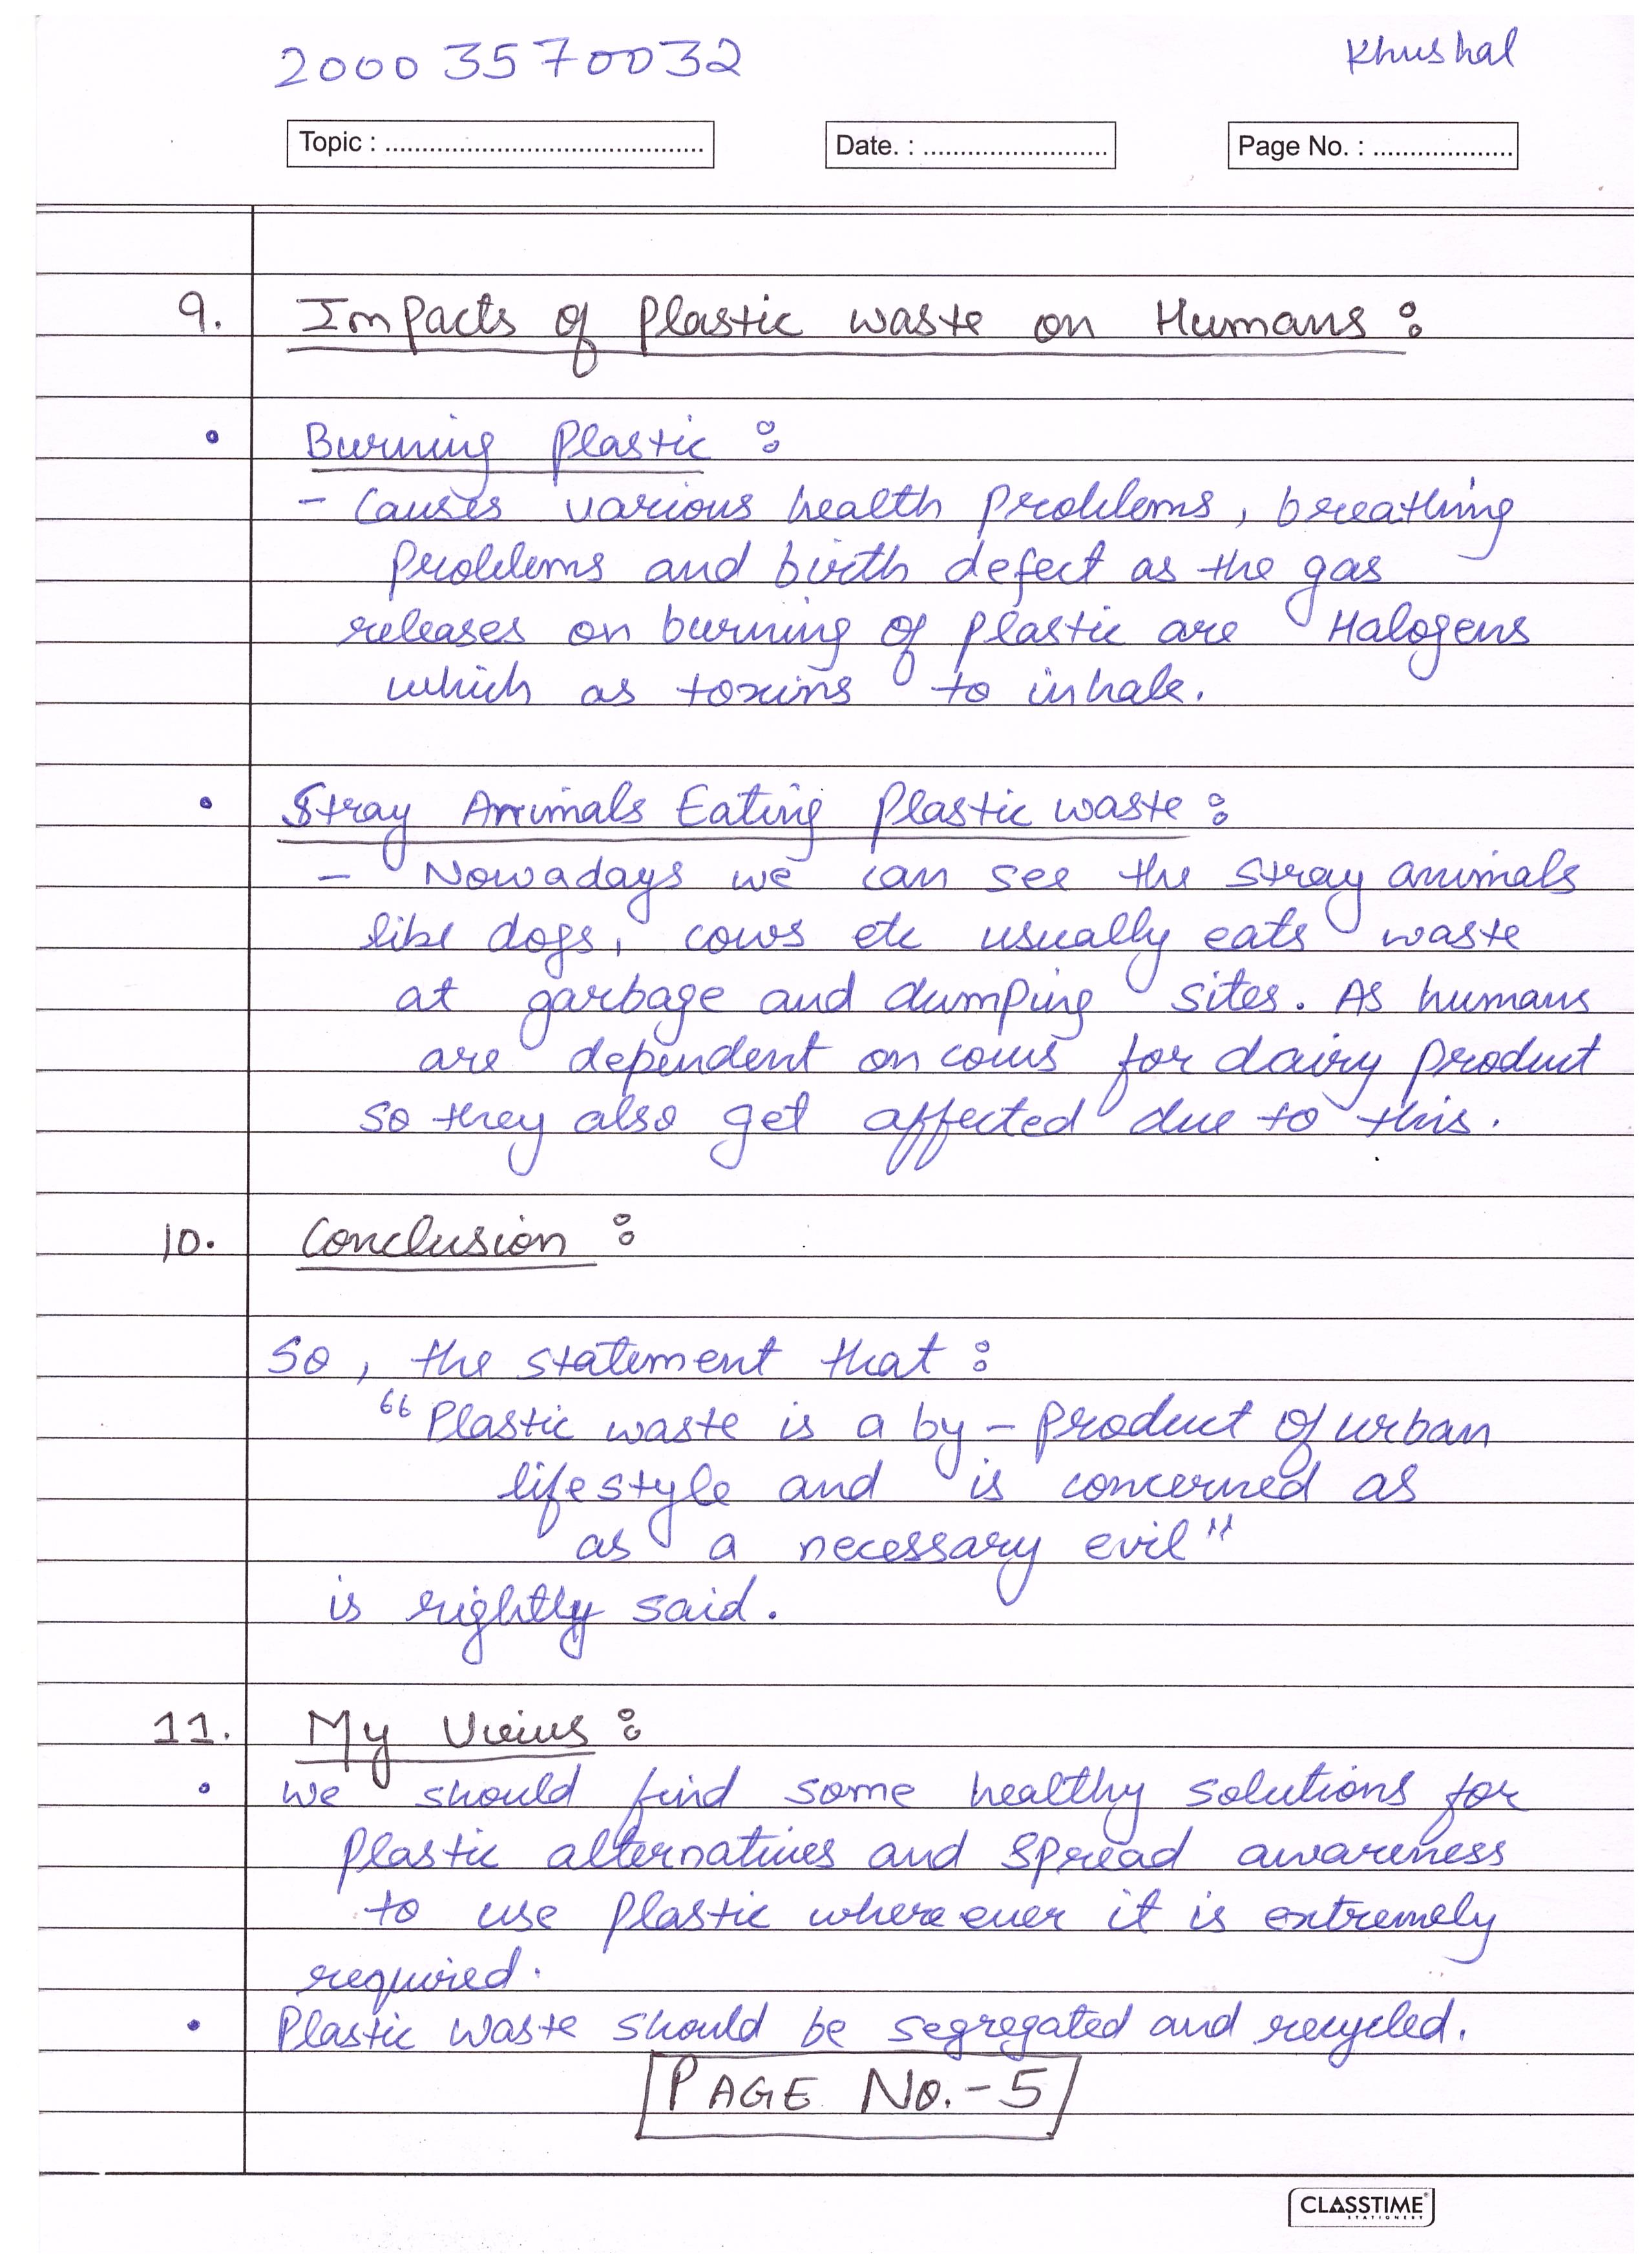 20003570032 Khushal
Topic : ........................................... Date. : ......................... Page No. : ...................
9. Impacts of Plastic waste on Humans :
• Burning Plastic :
- Causes various health problems, breathing
problems and birth defect as the gas
releases on burning of plastic are Halogens
which as toxins to inhale.
• Stray Animals Eating Plastic waste :
- Nowadays we can see the stray animals
like dogs, cows etc usually eats waste
at garbage and dumping sites. As humans
are dependent on cows for dairy product
so they also get affected due to this.
10. Conclusion :
So, the statement that :
"Plastic waste is a by-product of urban
lifestyle and is concerned as
as a necessary evil"
is rightly said.
11. My Views :
• We should find some healthy solutions for
plastic alternatives and spread awareness
to use plastic where ever it is extremely
required.
• Plastic waste should be segregated and recycled.
PAGE No.-5
CLASSTIME
STATIONERY